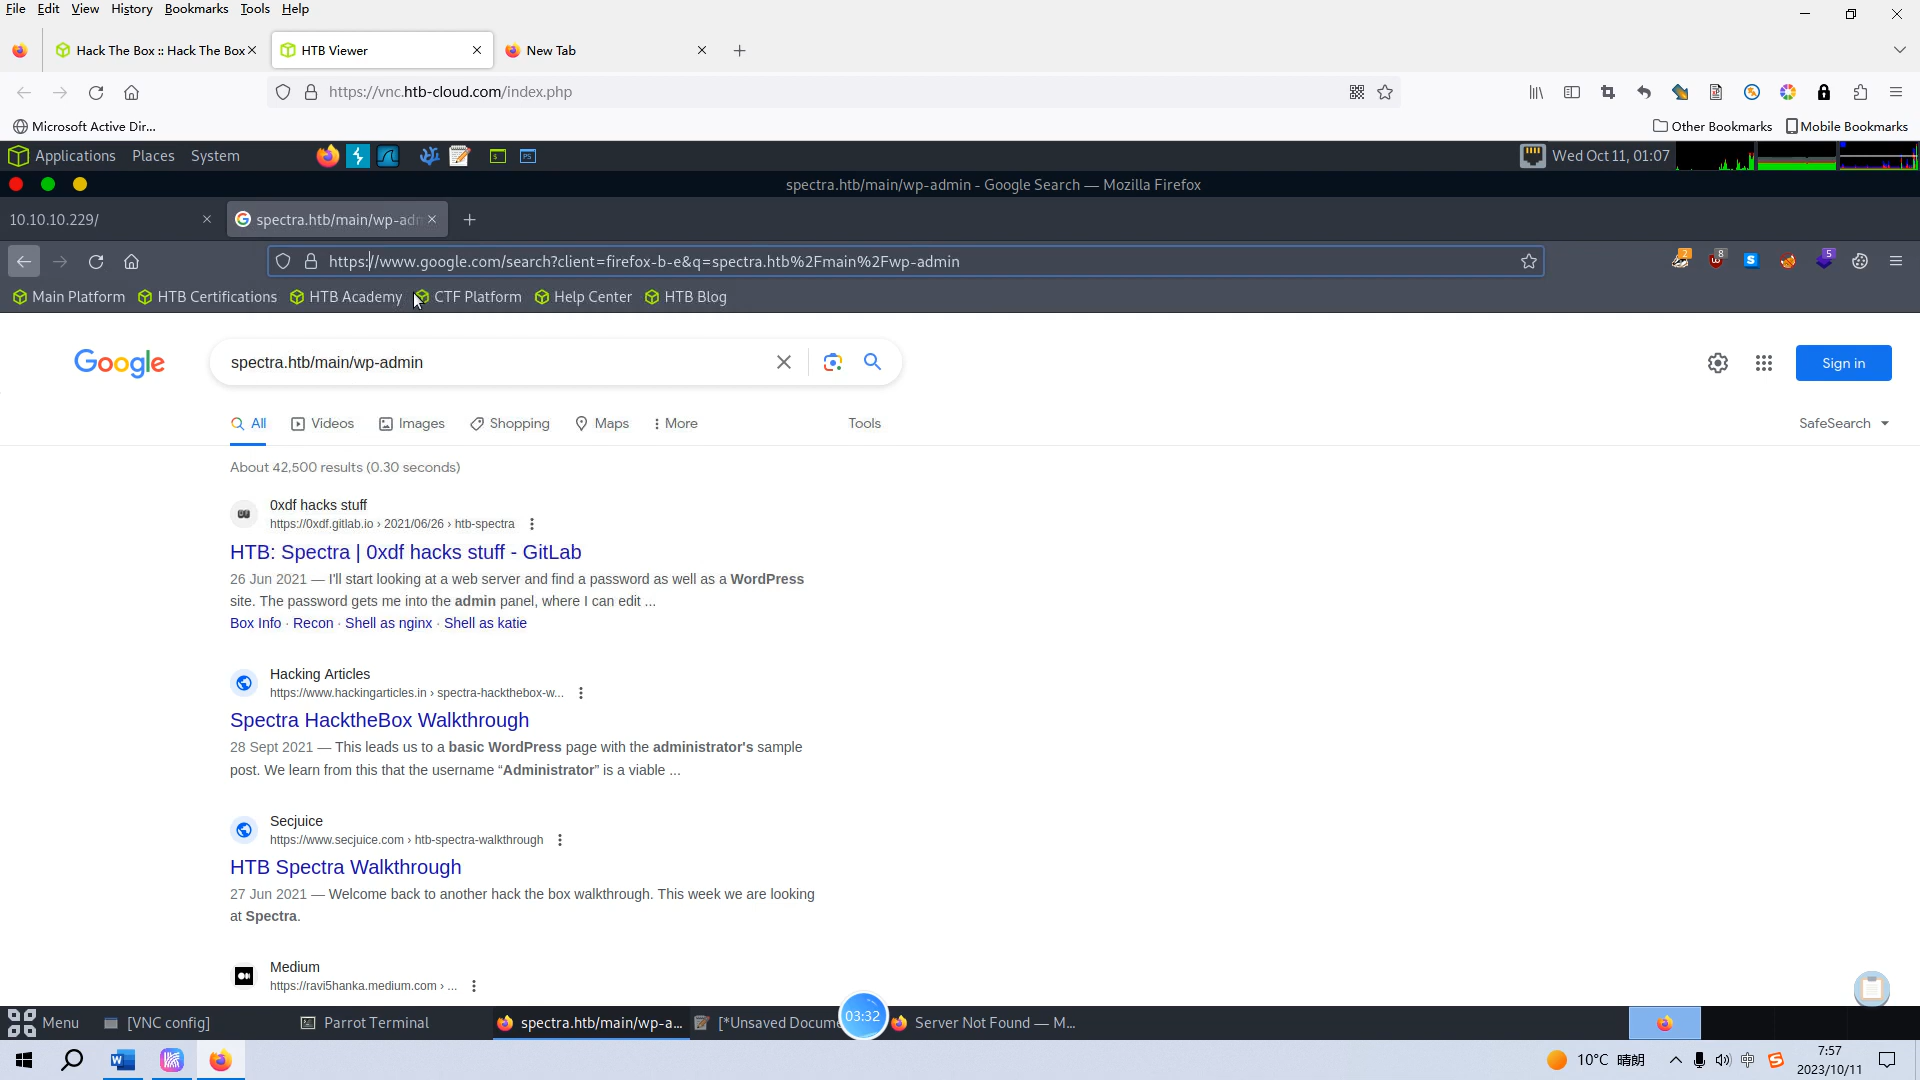 File Edit View History Bookmarks Tools Help
Hack The Box :: Hack The Box HTB Viewer New Tab
https://vnc.htb-cloud.com/index.php
Microsoft Active Dir... Other Bookmarks Mobile Bookmarks
Applications Places System Wed Oct 11, 01:07
spectra.htb/main/wp-admin - Google Search — Mozilla Firefox
10.10.10.229/ spectra.htb/main/wp-adm
https://www.google.com/search?client=firefox-b-e&q=spectra.htb%2Fmain%2Fwp-admin 2 8 5
Main Platform HTB Certifications HTB Academy CTF Platform Help Center HTB Blog
Google spectra.htb/main/wp-admin Sign in
All Videos Images Shopping Maps More Tools SafeSearch
About 42,500 results (0.30 seconds)
0xdf hacks stuff
https://0xdf.gitlab.io › 2021/06/26 › htb-spectra
HTB: Spectra | 0xdf hacks stuff - GitLab
26 Jun 2021 — I'll start looking at a web server and find a password as well as a WordPress
site. The password gets me into the admin panel, where I can edit ...
Box Info · Recon · Shell as nginx · Shell as katie
Hacking Articles
https://www.hackingarticles.in › spectra-hackthebox-w...
Spectra HacktheBox Walkthrough
28 Sept 2021 — This leads us to a basic WordPress page with the administrator's sample
post. We learn from this that the username “Administrator” is a viable ...
Secjuice
https://www.secjuice.com › htb-spectra-walkthrough
HTB Spectra Walkthrough
27 Jun 2021 — Welcome back to another hack the box walkthrough. This week we are looking
at Spectra.
Medium
https://ravi5hanka.medium.com › ...
Menu [VNC config] Parrot Terminal spectra.htb/main/wp-a... [*Unsaved Docume 03:32 Server Not Found — M...
10°C 晴朗 中 7:57
2023/10/11